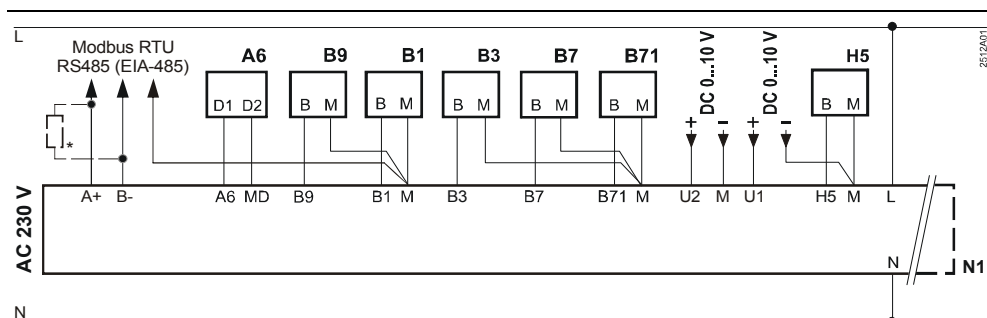 L
Modbus RTU
RS485 (EIA-485)
A6 B9 B1 B3 B7 B71 H5
DC 0...10 V
DC 0...10 V
2512A01
D1 D2 B M B M B M B M B M B M
*
+ − + −
A+ B- A6 MD B9 B1 M B3 B7 B71 M U2 M U1 H5 M L
AC 230 V
N
N1
N